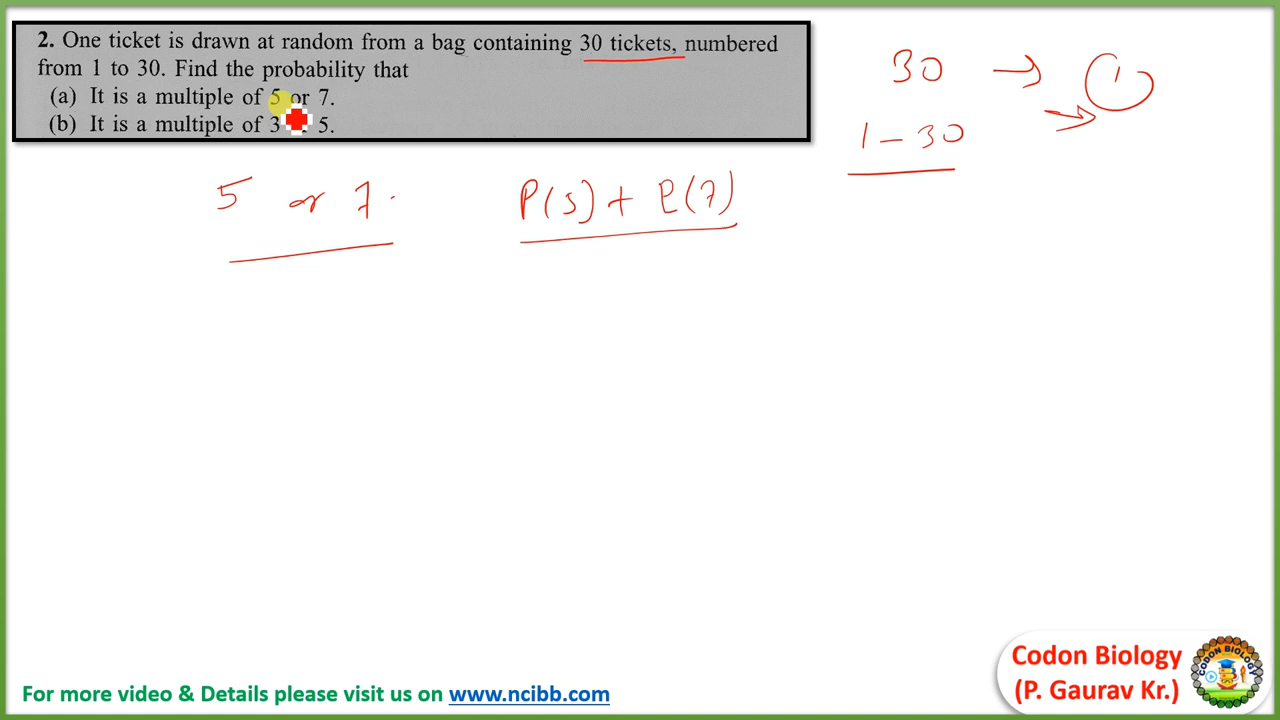 2. One ticket is drawn at random from a bag containing 30 tickets, numbered
from 1 to 30. Find the probability that
(a) It is a multiple of 5 or 7.
(b) It is a multiple of 3 5.
30 → 1
1 – 30
5 or 7. P(5) + P(7)
Codon Biology
(P. Gaurav Kr.)
CODON BIOLOGY
For more video & Details please visit us on www.ncibb.com